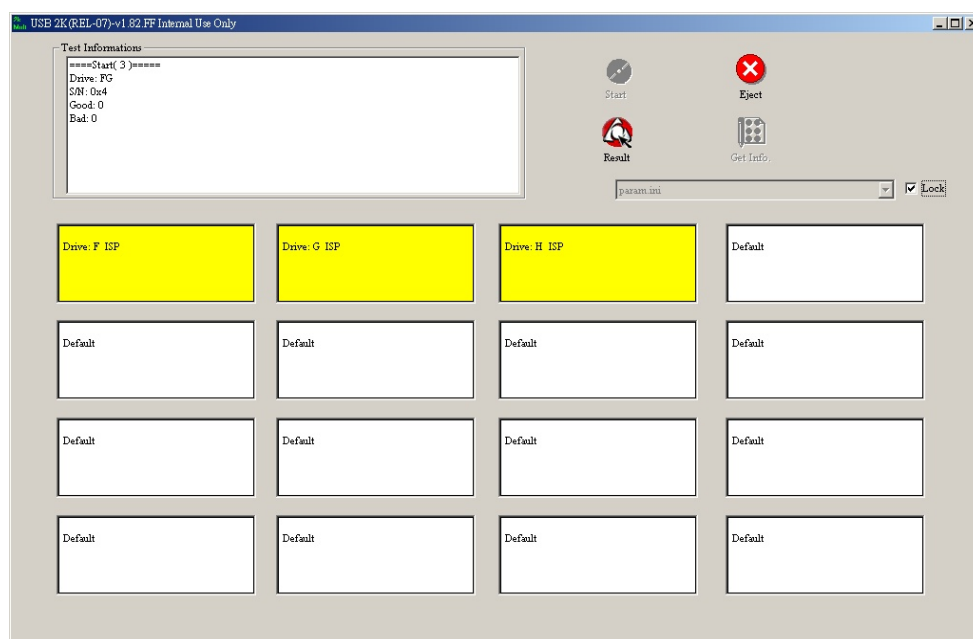 USB 2K(REL-07)-v1.82.FF Internal Use Only
Test Informations
====Start( 3 )=====
Drive: FG
S/N: 0x4
Good: 0
Bad: 0
Start
Eject
Result
Get Info.
param.ini
Lock
Drive: F ISP
Drive: G ISP
Drive: H ISP
Default
Default
Default
Default
Default
Default
Default
Default
Default
Default
Default
Default
Default